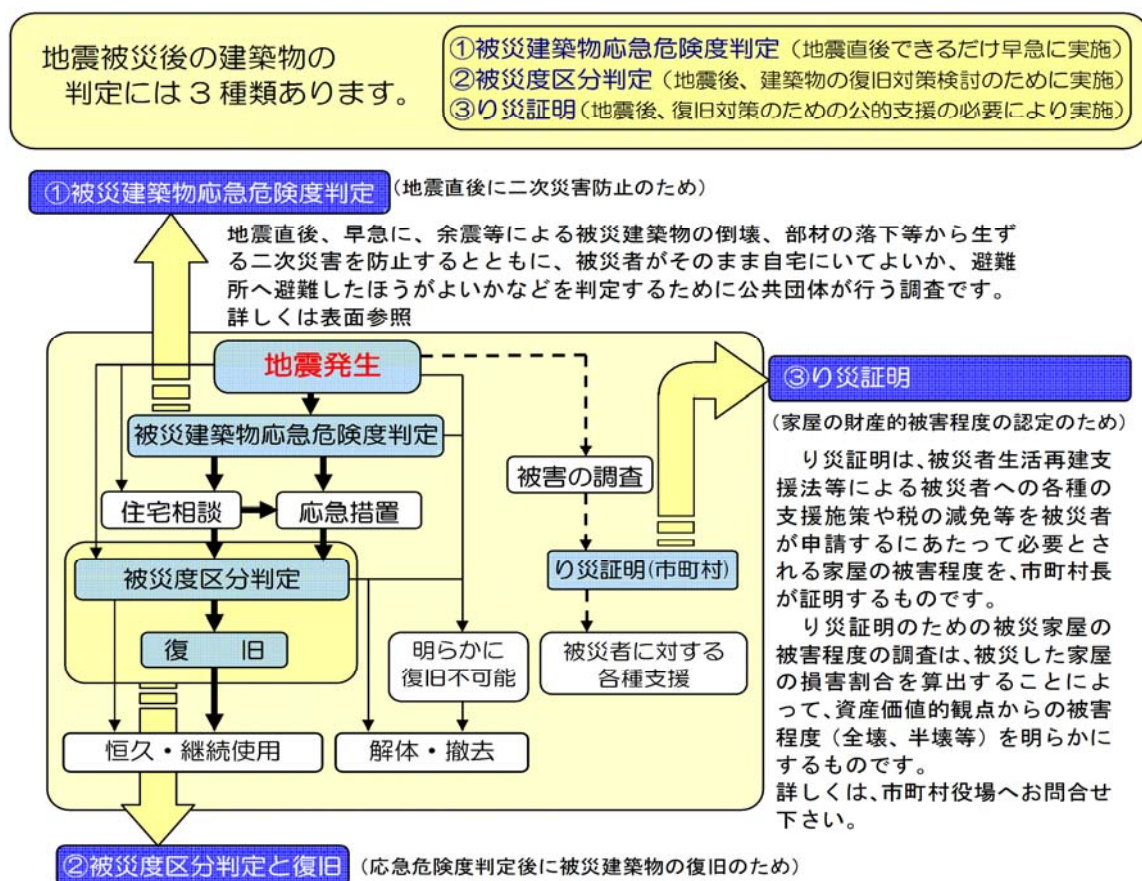 地震被災後の建築物の
判定には３種類あります。
①被災建築物応急危険度判定（地震直後できるだけ早急に実施）
②被災度区分判定（地震後、建築物の復旧対策検討のために実施）
③り災証明（地震後、復旧対策のための公的支援の必要により実施）
①被災建築物応急危険度判定
（地震直後に二次災害防止のため）
地震直後、早急に、余震等による被災建築物の倒壊、部材の落下等から生ず
る二次災害を防止するとともに、被災者がそのまま自宅にいてよいか、避難
所へ避難したほうがよいかなどを判定するために公共団体が行う調査です。
詳しくは表面参照
地震発生
被災建築物応急危険度判定
住宅相談
応急措置
被災度区分判定
復　旧
恒久・継続使用
明らかに
復旧不可能
解体・撤去
被害の調査
り災証明(市町村)
被災者に対する
各種支援
③り災証明
（家屋の財産的被害程度の認定のため）
り災証明は、被災者生活再建支
援法等による被災者への各種の
支援施策や税の減免等を被災者
が申請するにあたって必要とさ
れる家屋の被害程度を、市町村長
が証明するものです。
り災証明のための被災家屋の
被害程度の調査は、被災した家屋
の損害割合を算出することによ
って、資産価値的観点からの被害
程度（全壊、半壊等）を明らかに
するものです。
詳しくは、市町村役場へお問合せ
下さい。
②被災度区分判定と復旧
（応急危険度判定後に被災建築物の復旧のため）